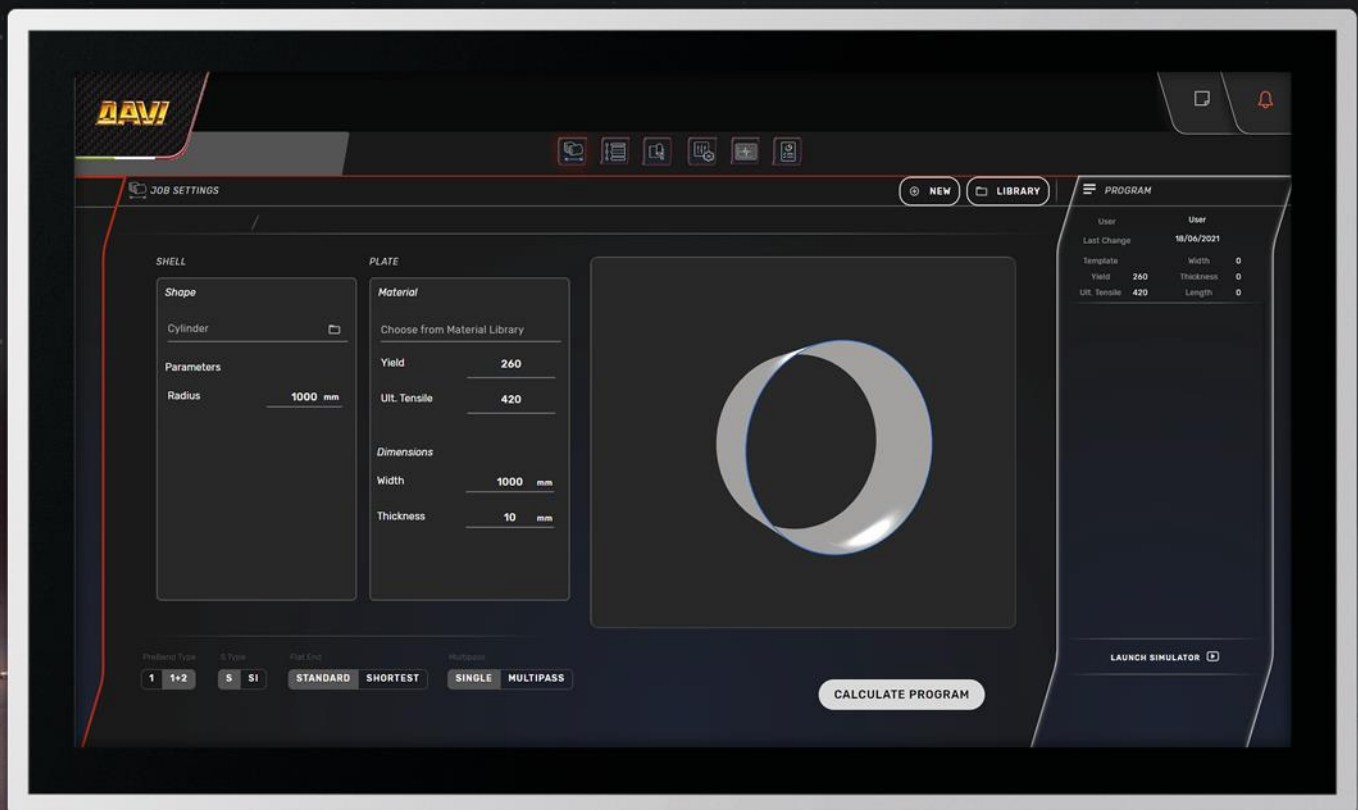 DAVI
JOB SETTINGS
NEW
LIBRARY
PROGRAM
User User
Last Change 18/06/2021
Template Width 0
Yield 260 Thickness 0
Ult. Tensile 420 Length 0
SHELL
Shape
Cylinder
Parameters
Radius 1000 mm
PLATE
Material
Choose from Material Library
Yield 260
Ult. Tensile 420
Dimensions
Width 1000 mm
Thickness 10 mm
PreBend Type S Type Flat End Multipass
1 1+2 S SI STANDARD SHORTEST SINGLE MULTIPASS
CALCULATE PROGRAM
LAUNCH SIMULATOR